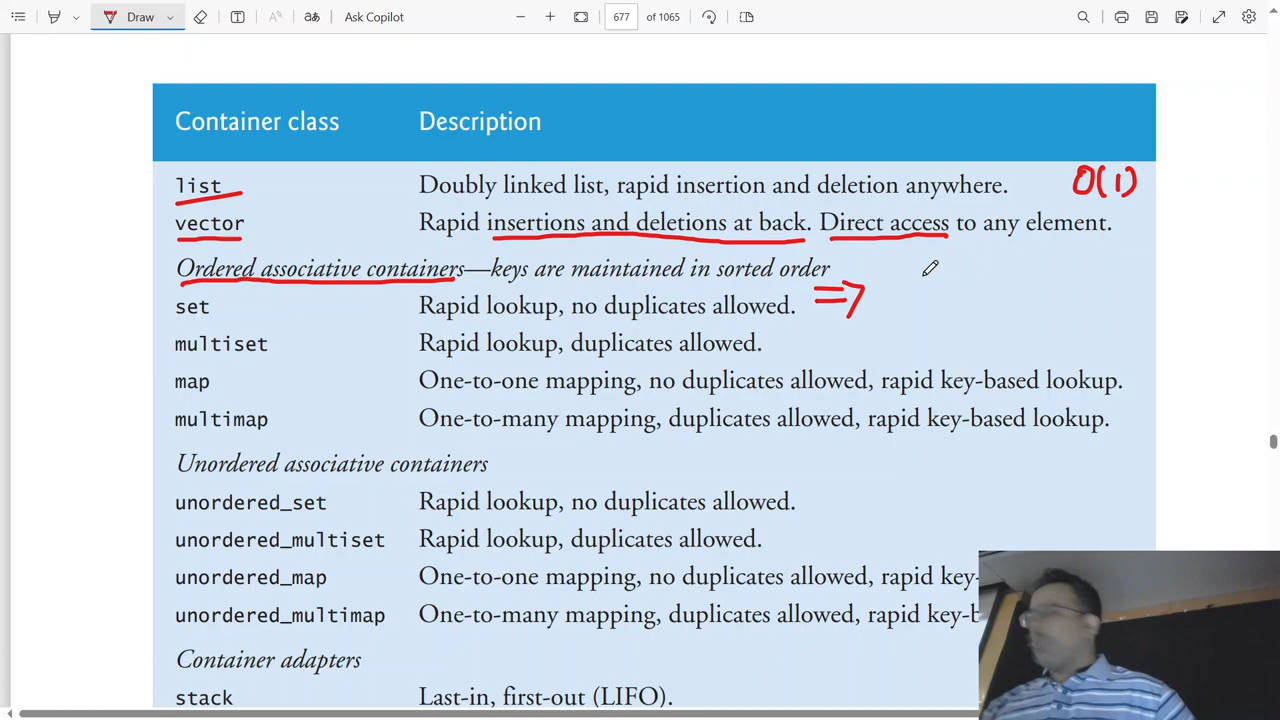 Draw
Ask Copilot
677 of 1065
Container class Description
list Doubly linked list, rapid insertion and deletion anywhere. O(1)
vector Rapid insertions and deletions at back. Direct access to any element.
Ordered associative containers—keys are maintained in sorted order
set Rapid lookup, no duplicates allowed. =>
multiset Rapid lookup, duplicates allowed.
map One-to-one mapping, no duplicates allowed, rapid key-based lookup.
multimap One-to-many mapping, duplicates allowed, rapid key-based lookup.
Unordered associative containers
unordered_set Rapid lookup, no duplicates allowed.
unordered_multiset Rapid lookup, duplicates allowed.
unordered_map One-to-one mapping, no duplicates allowed, rapid key-
unordered_multimap One-to-many mapping, duplicates allowed, rapid key-b
Container adapters
stack Last-in, first-out (LIFO).